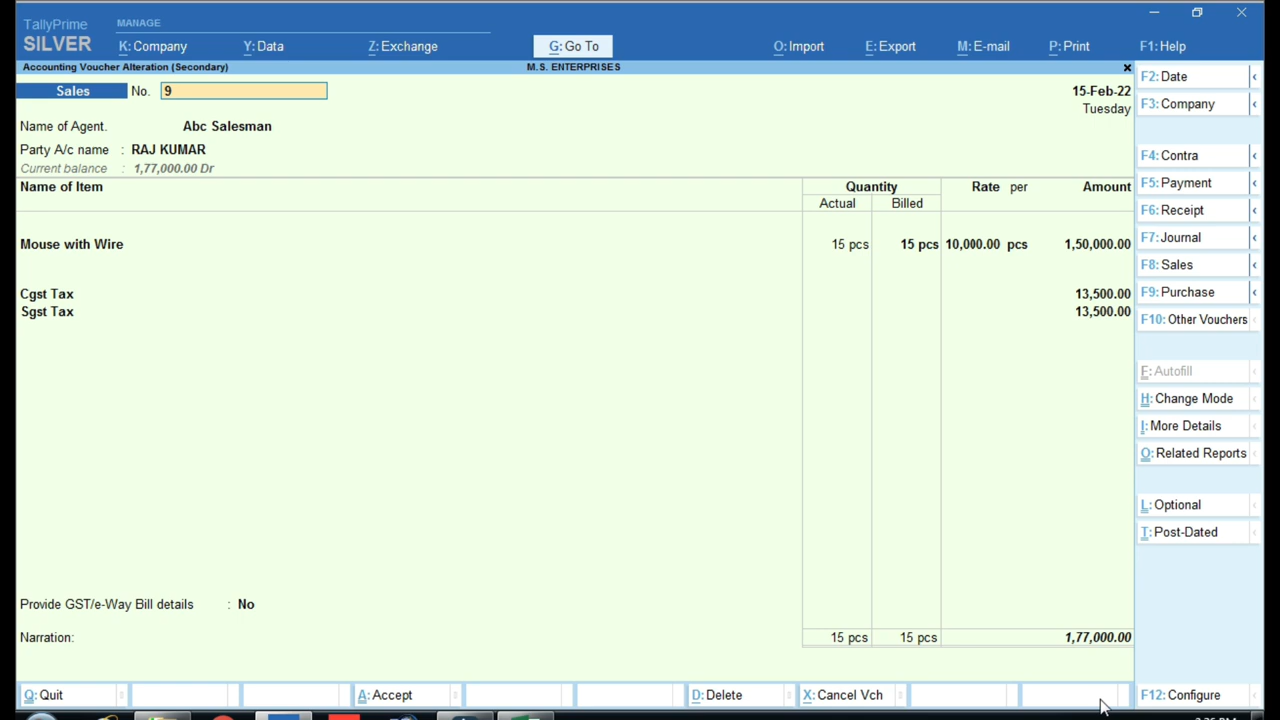 TallyPrime
MANAGE
SILVER
K: Company Y: Data Z: Exchange G: Go To O: Import E: Export M: E-mail P: Print F1: Help
Accounting Voucher Alteration (Secondary) M.S. ENTERPRISES
Sales No. 9 15-Feb-22
Tuesday
Name of Agent. Abc Salesman
Party A/c name : RAJ KUMAR
Current balance : 1,77,000.00 Dr
Name of Item Quantity Rate per Amount
Actual Billed
Mouse with Wire 15 pcs 15 pcs 10,000.00 pcs 1,50,000.00
Cgst Tax 13,500.00
Sgst Tax 13,500.00
Provide GST/e-Way Bill details : No
Narration: 15 pcs 15 pcs 1,77,000.00
F2: Date
F3: Company
F4: Contra
F5: Payment
F6: Receipt
F7: Journal
F8: Sales
F9: Purchase
F10: Other Vouchers
F: Autofill
H: Change Mode
I: More Details
O: Related Reports
L: Optional
T: Post-Dated
Q: Quit A: Accept D: Delete X: Cancel Vch F12: Configure